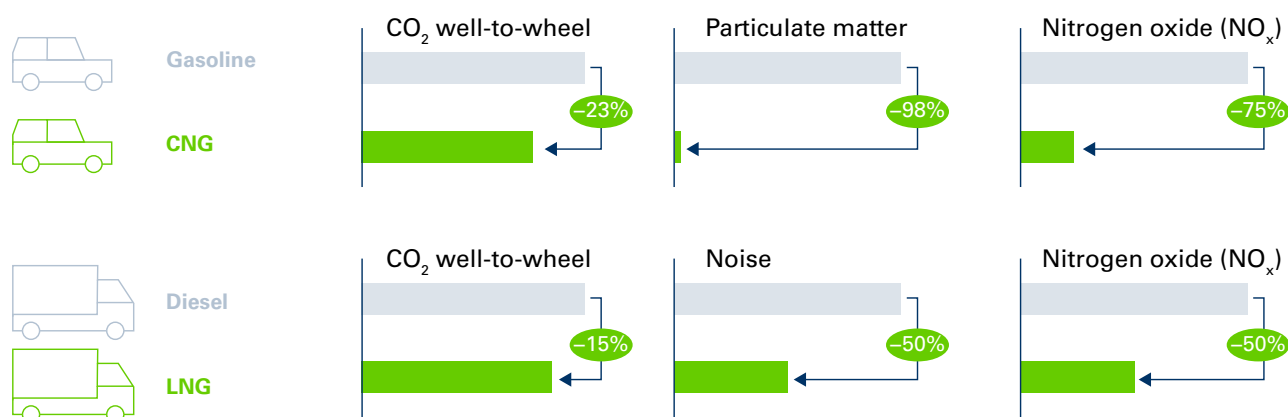 CO₂ well-to-wheel
Particulate matter
Nitrogen oxide (NOₓ)
Gasoline
–23%
–98%
–75%
CNG
CO₂ well-to-wheel
Noise
Nitrogen oxide (NOₓ)
Diesel
–15%
–50%
–50%
LNG